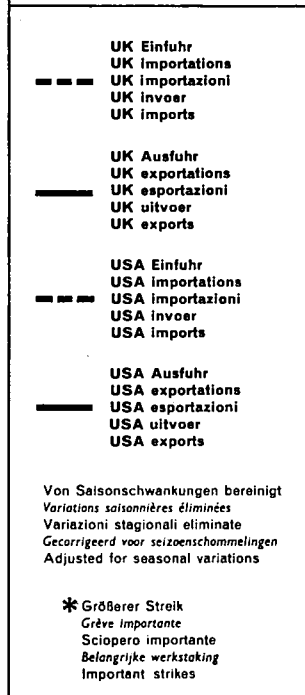 UK Einfuhr
UK importations
UK importazioni
UK invoer
UK imports
UK Ausfuhr
UK exportations
UK esportazioni
UK uitvoer
UK exports
USA Einfuhr
USA importations
USA importazioni
USA invoer
USA imports
USA Ausfuhr
USA exportations
USA esportazioni
USA uitvoer
USA exports
Von Saisonschwankungen bereinigt
Variations saisonnières éliminées
Variazioni stagionali eliminate
Gecorrigeerd voor seizoenschommelingen
Adjusted for seasonal variations
* Größerer Streik
Grève importante
Sciopero importante
Belangrijke werkstaking
Important strikes